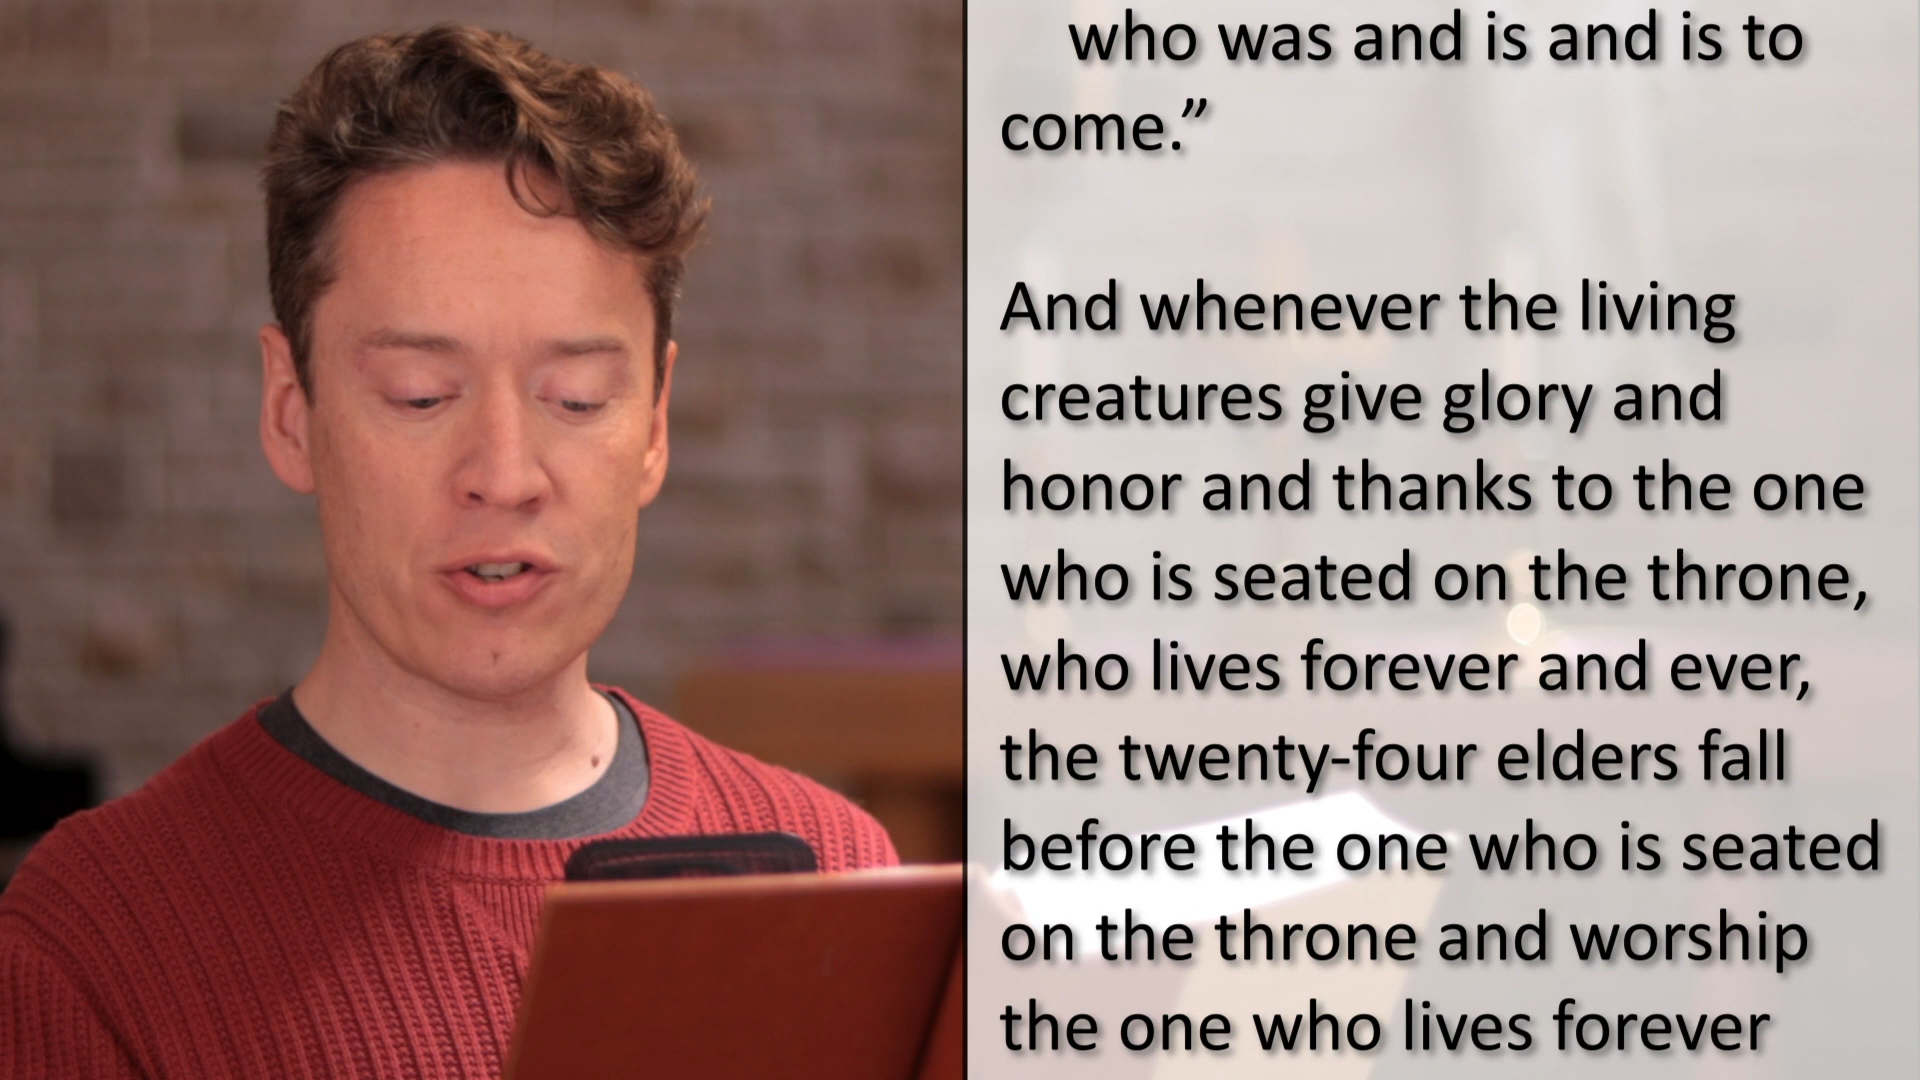 who was and is and is to
come.”
And whenever the living
creatures give glory and
honor and thanks to the one
who is seated on the throne,
who lives forever and ever,
the twenty-four elders fall
before the one who is seated
on the throne and worship
the one who lives forever